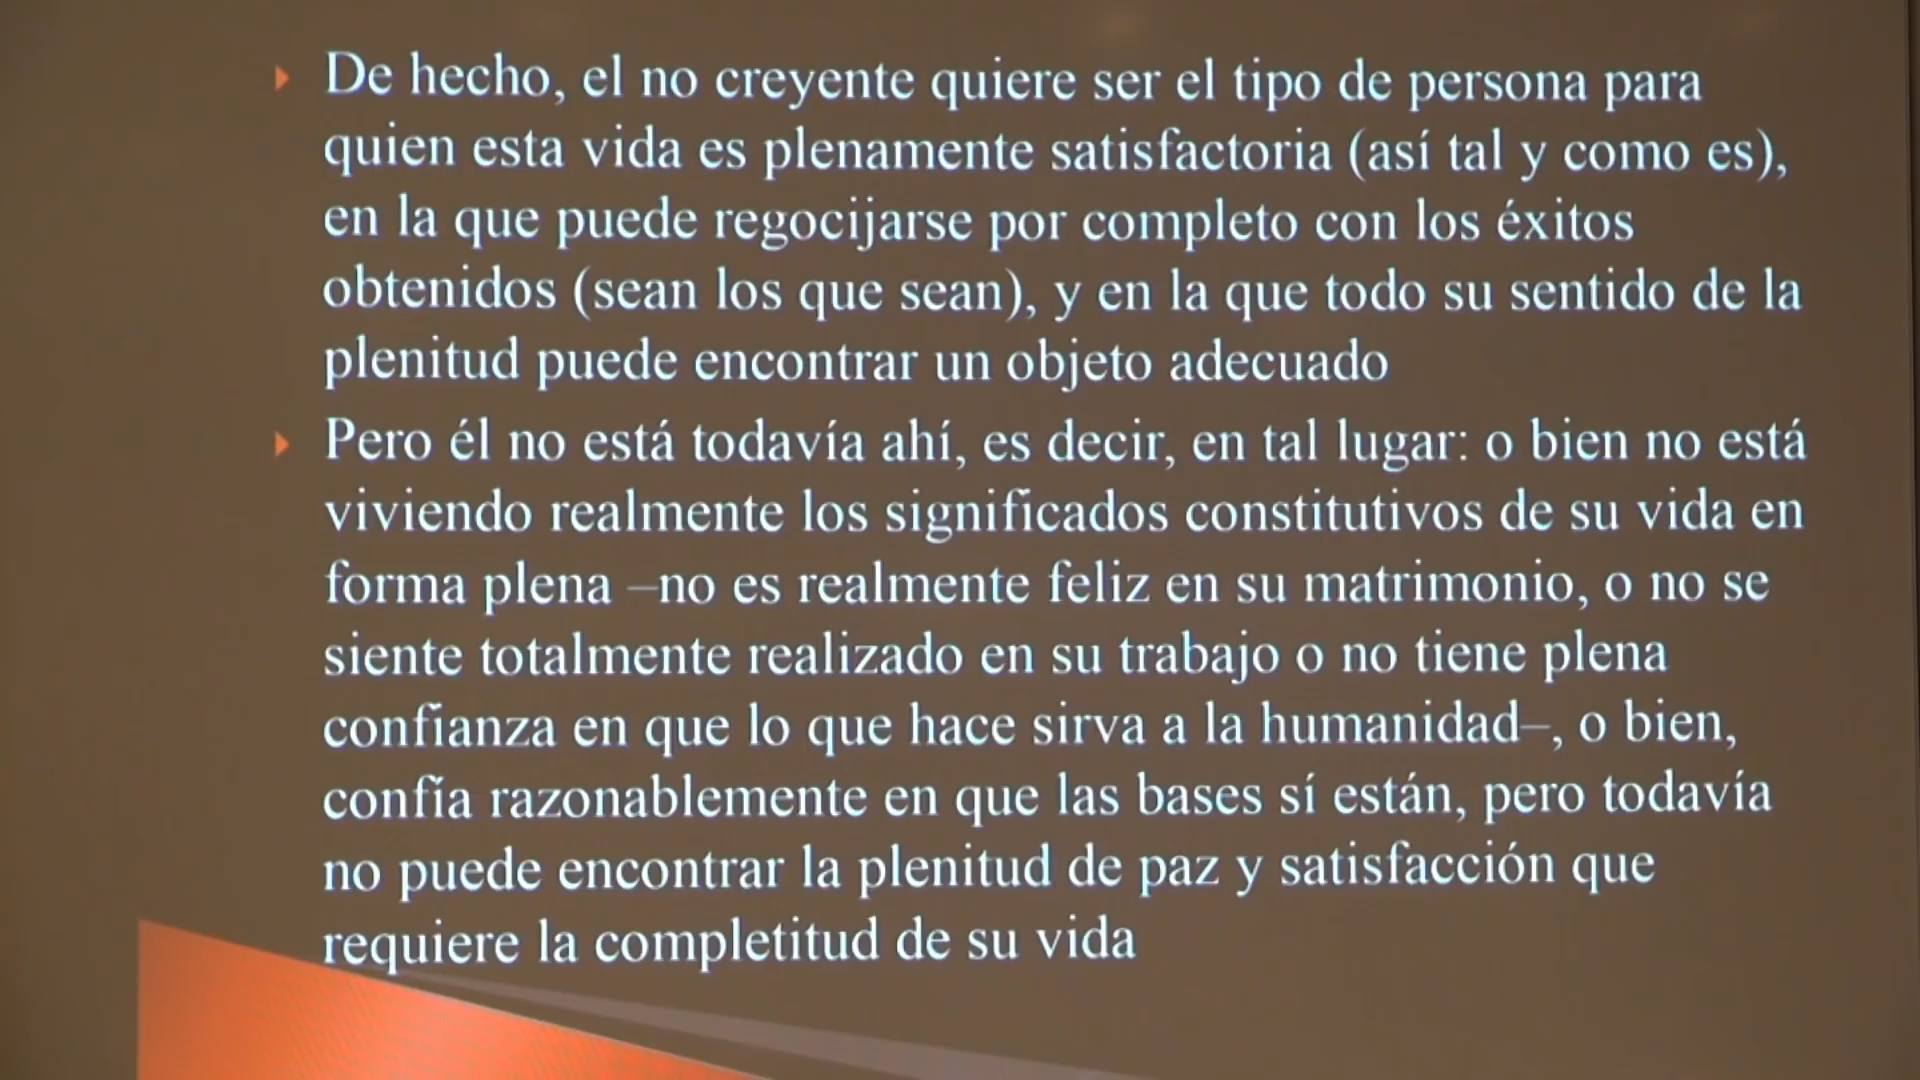 De hecho, el no creyente quiere ser el tipo de persona para
quien esta vida es plenamente satisfactoria (así tal y como es),
en la que puede regocijarse por completo con los éxitos
obtenidos (sean los que sean), y en la que todo su sentido de la
plenitud puede encontrar un objeto adecuado
Pero él no está todavía ahí, es decir, en tal lugar: o bien no está
viviendo realmente los significados constitutivos de su vida en
forma plena –no es realmente feliz en su matrimonio, o no se
siente totalmente realizado en su trabajo o no tiene plena
confianza en que lo que hace sirva a la humanidad–, o bien,
confía razonablemente en que las bases sí están, pero todavía
no puede encontrar la plenitud de paz y satisfacción que
requiere la completitud de su vida